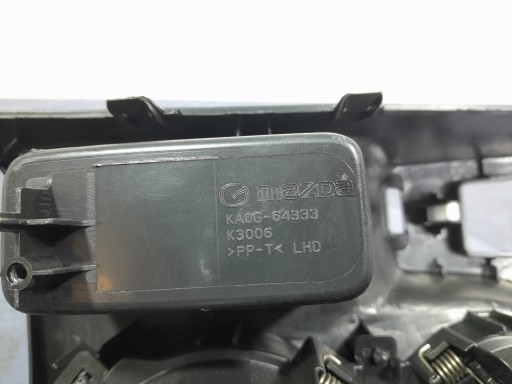 mazda
KA0G-64333
K3006
>PP-T< LHD